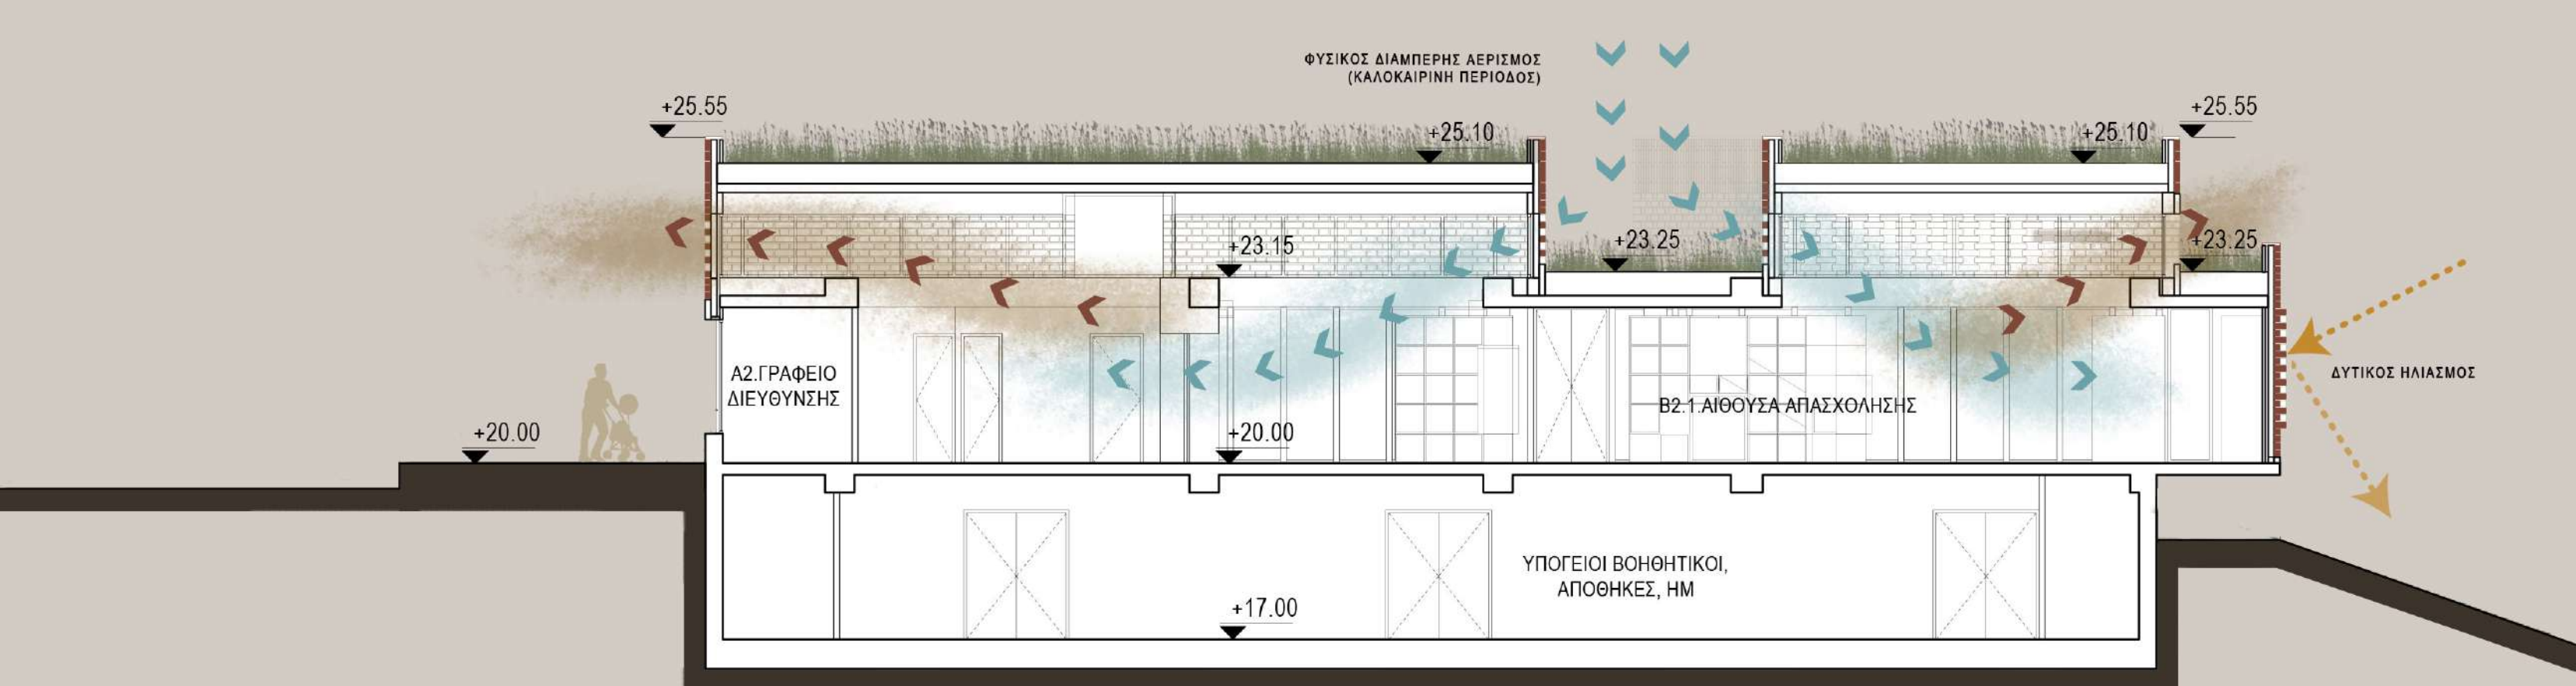 ΦΥΣΙΚΟΣ ΔΙΑΜΠΕΡΗΣ ΑΕΡΙΣΜΟΣ
(ΚΑΛΟΚΑΙΡΙΝΗ ΠΕΡΙΟΔΟΣ)
+25.55
+25.55
+25.10
+25.10
+23.15
+23.25
+23.25
Α2.ΓΡΑΦΕΙΟ
ΔΙΕΥΘΥΝΣΗΣ
Β2.1.ΑΙΘΟΥΣΑ ΑΠΑΣΧΟΛΗΣΗΣ
ΔΥΤΙΚΟΣ ΗΛΙΑΣΜΟΣ
+20.00
+20.00
ΥΠΟΓΕΙΟΙ ΒΟΗΘΗΤΙΚΟΙ,
ΑΠΟΘΗΚΕΣ, ΗΜ
+17.00